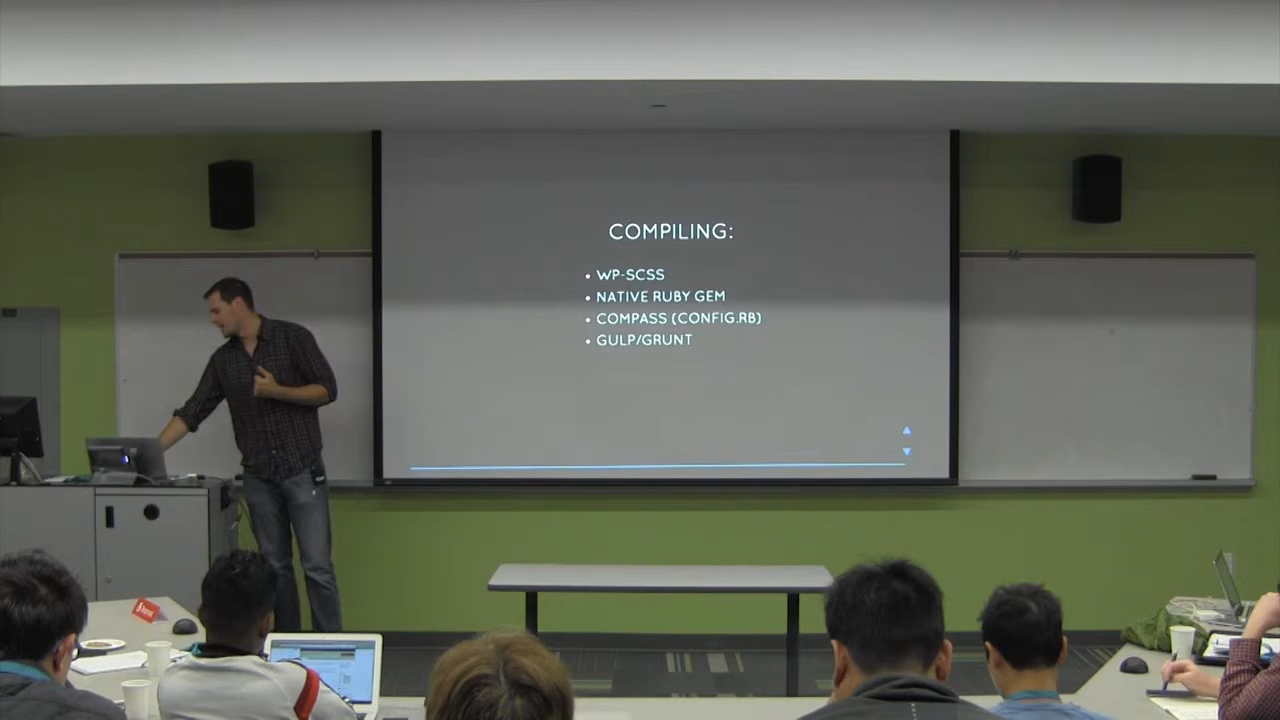 COMPILING:
• WP-SCSS
• NATIVE RUBY GEM
• COMPASS (CONFIG.RB)
• GULP/GRUNT